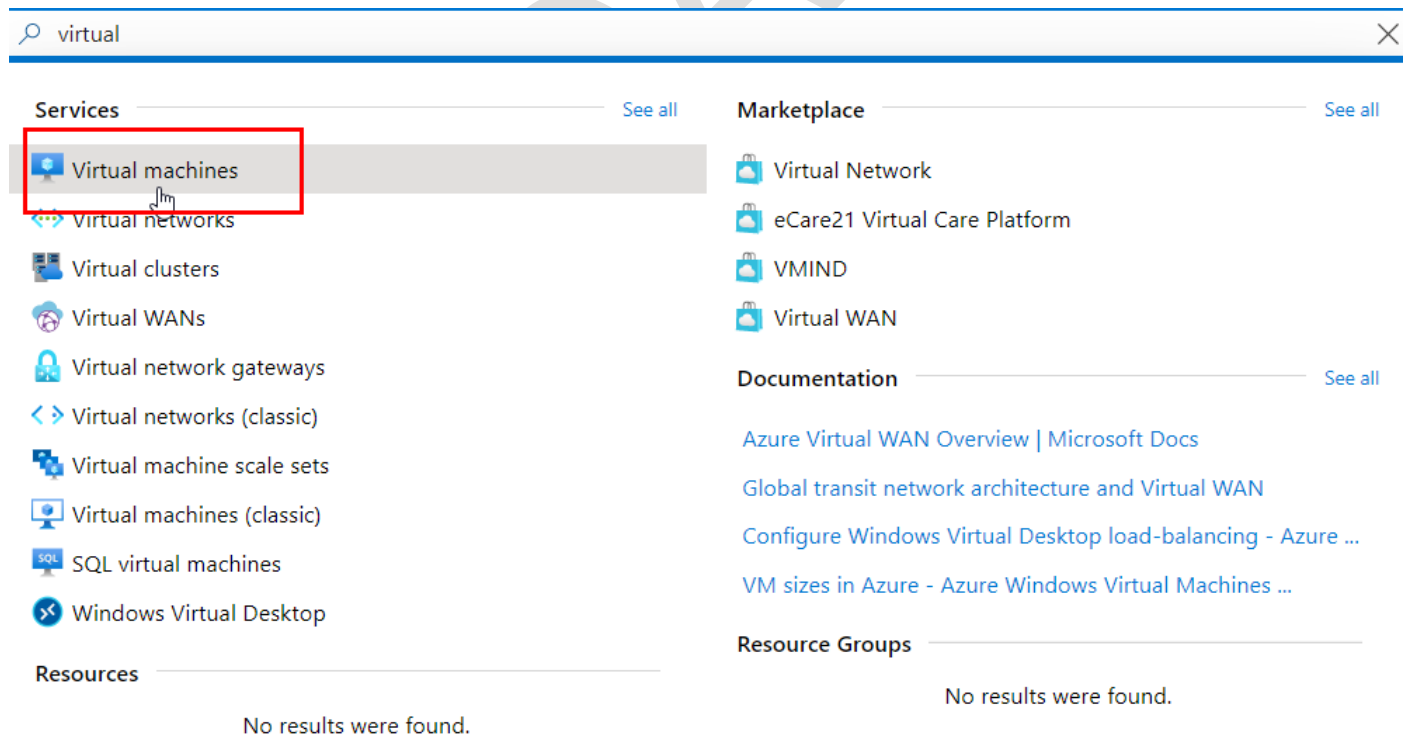 virtual
Services See all
Virtual machines
Virtual networks
Virtual clusters
Virtual WANs
Virtual network gateways
Virtual networks (classic)
Virtual machine scale sets
Virtual machines (classic)
SQL SQL virtual machines
Windows Virtual Desktop
Resources
No results were found.
Marketplace See all
Virtual Network
eCare21 Virtual Care Platform
VMIND
Virtual WAN
Documentation See all
Azure Virtual WAN Overview | Microsoft Docs
Global transit network architecture and Virtual WAN
Configure Windows Virtual Desktop load-balancing - Azure ...
VM sizes in Azure - Azure Windows Virtual Machines ...
Resource Groups
No results were found.